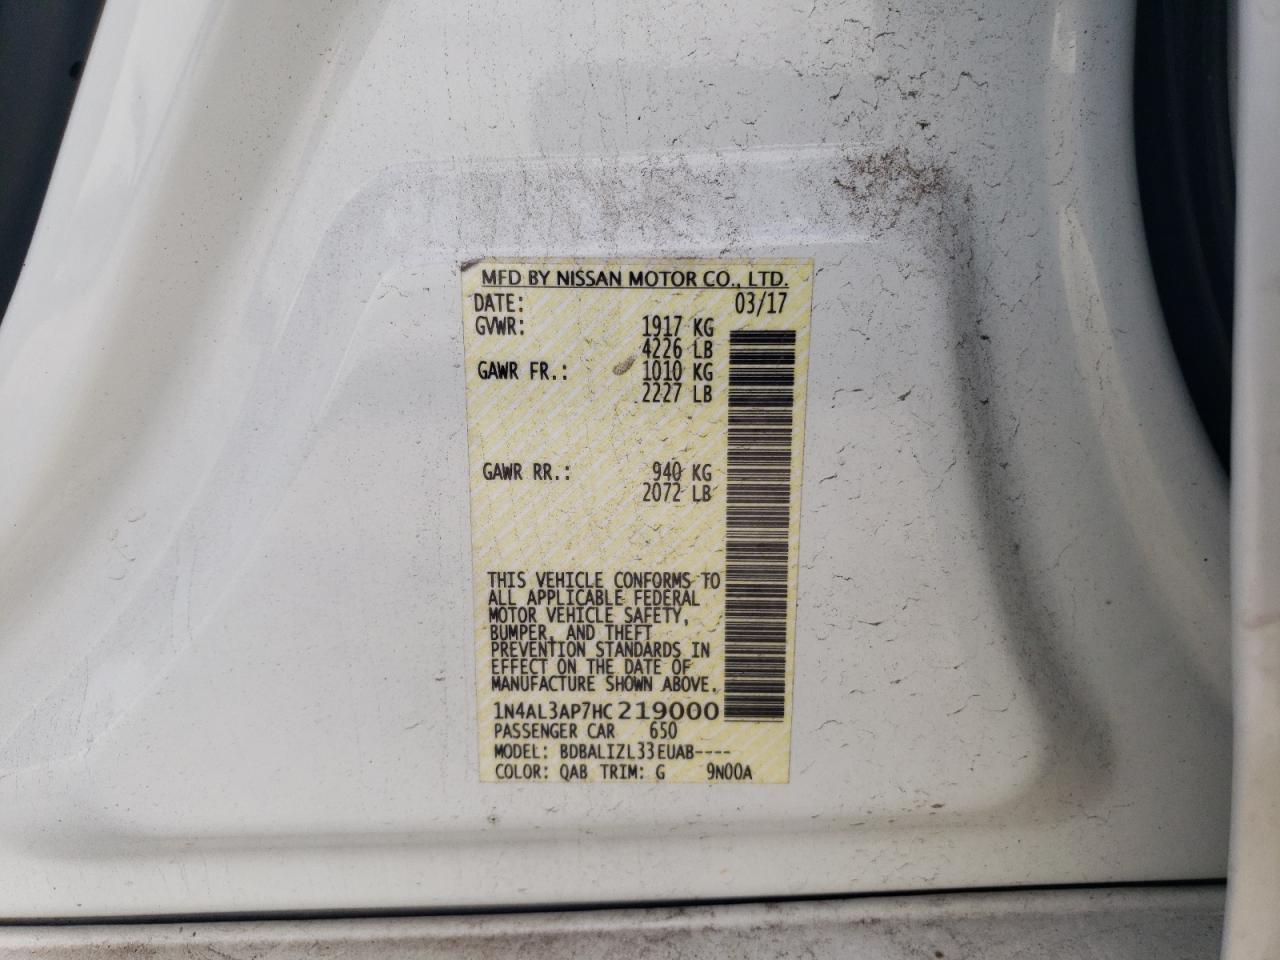 MFD BY NISSAN MOTOR CO., LTD.
DATE: 03/17
GVWR: 1917 KG
4226 LB
GAWR FR.: 1010 KG
2227 LB
GAWR RR.: 940 KG
2072 LB
THIS VEHICLE CONFORMS TO
ALL APPLICABLE FEDERAL
MOTOR VEHICLE SAFETY,
BUMPER, AND THEFT
PREVENTION STANDARDS IN
EFFECT ON THE DATE OF
MANUFACTURE SHOWN ABOVE.
1N4AL3AP7HC219000
PASSENGER CAR 650
MODEL: BDBALIZL33EUAB----
COLOR: QAB TRIM: G 9N00A